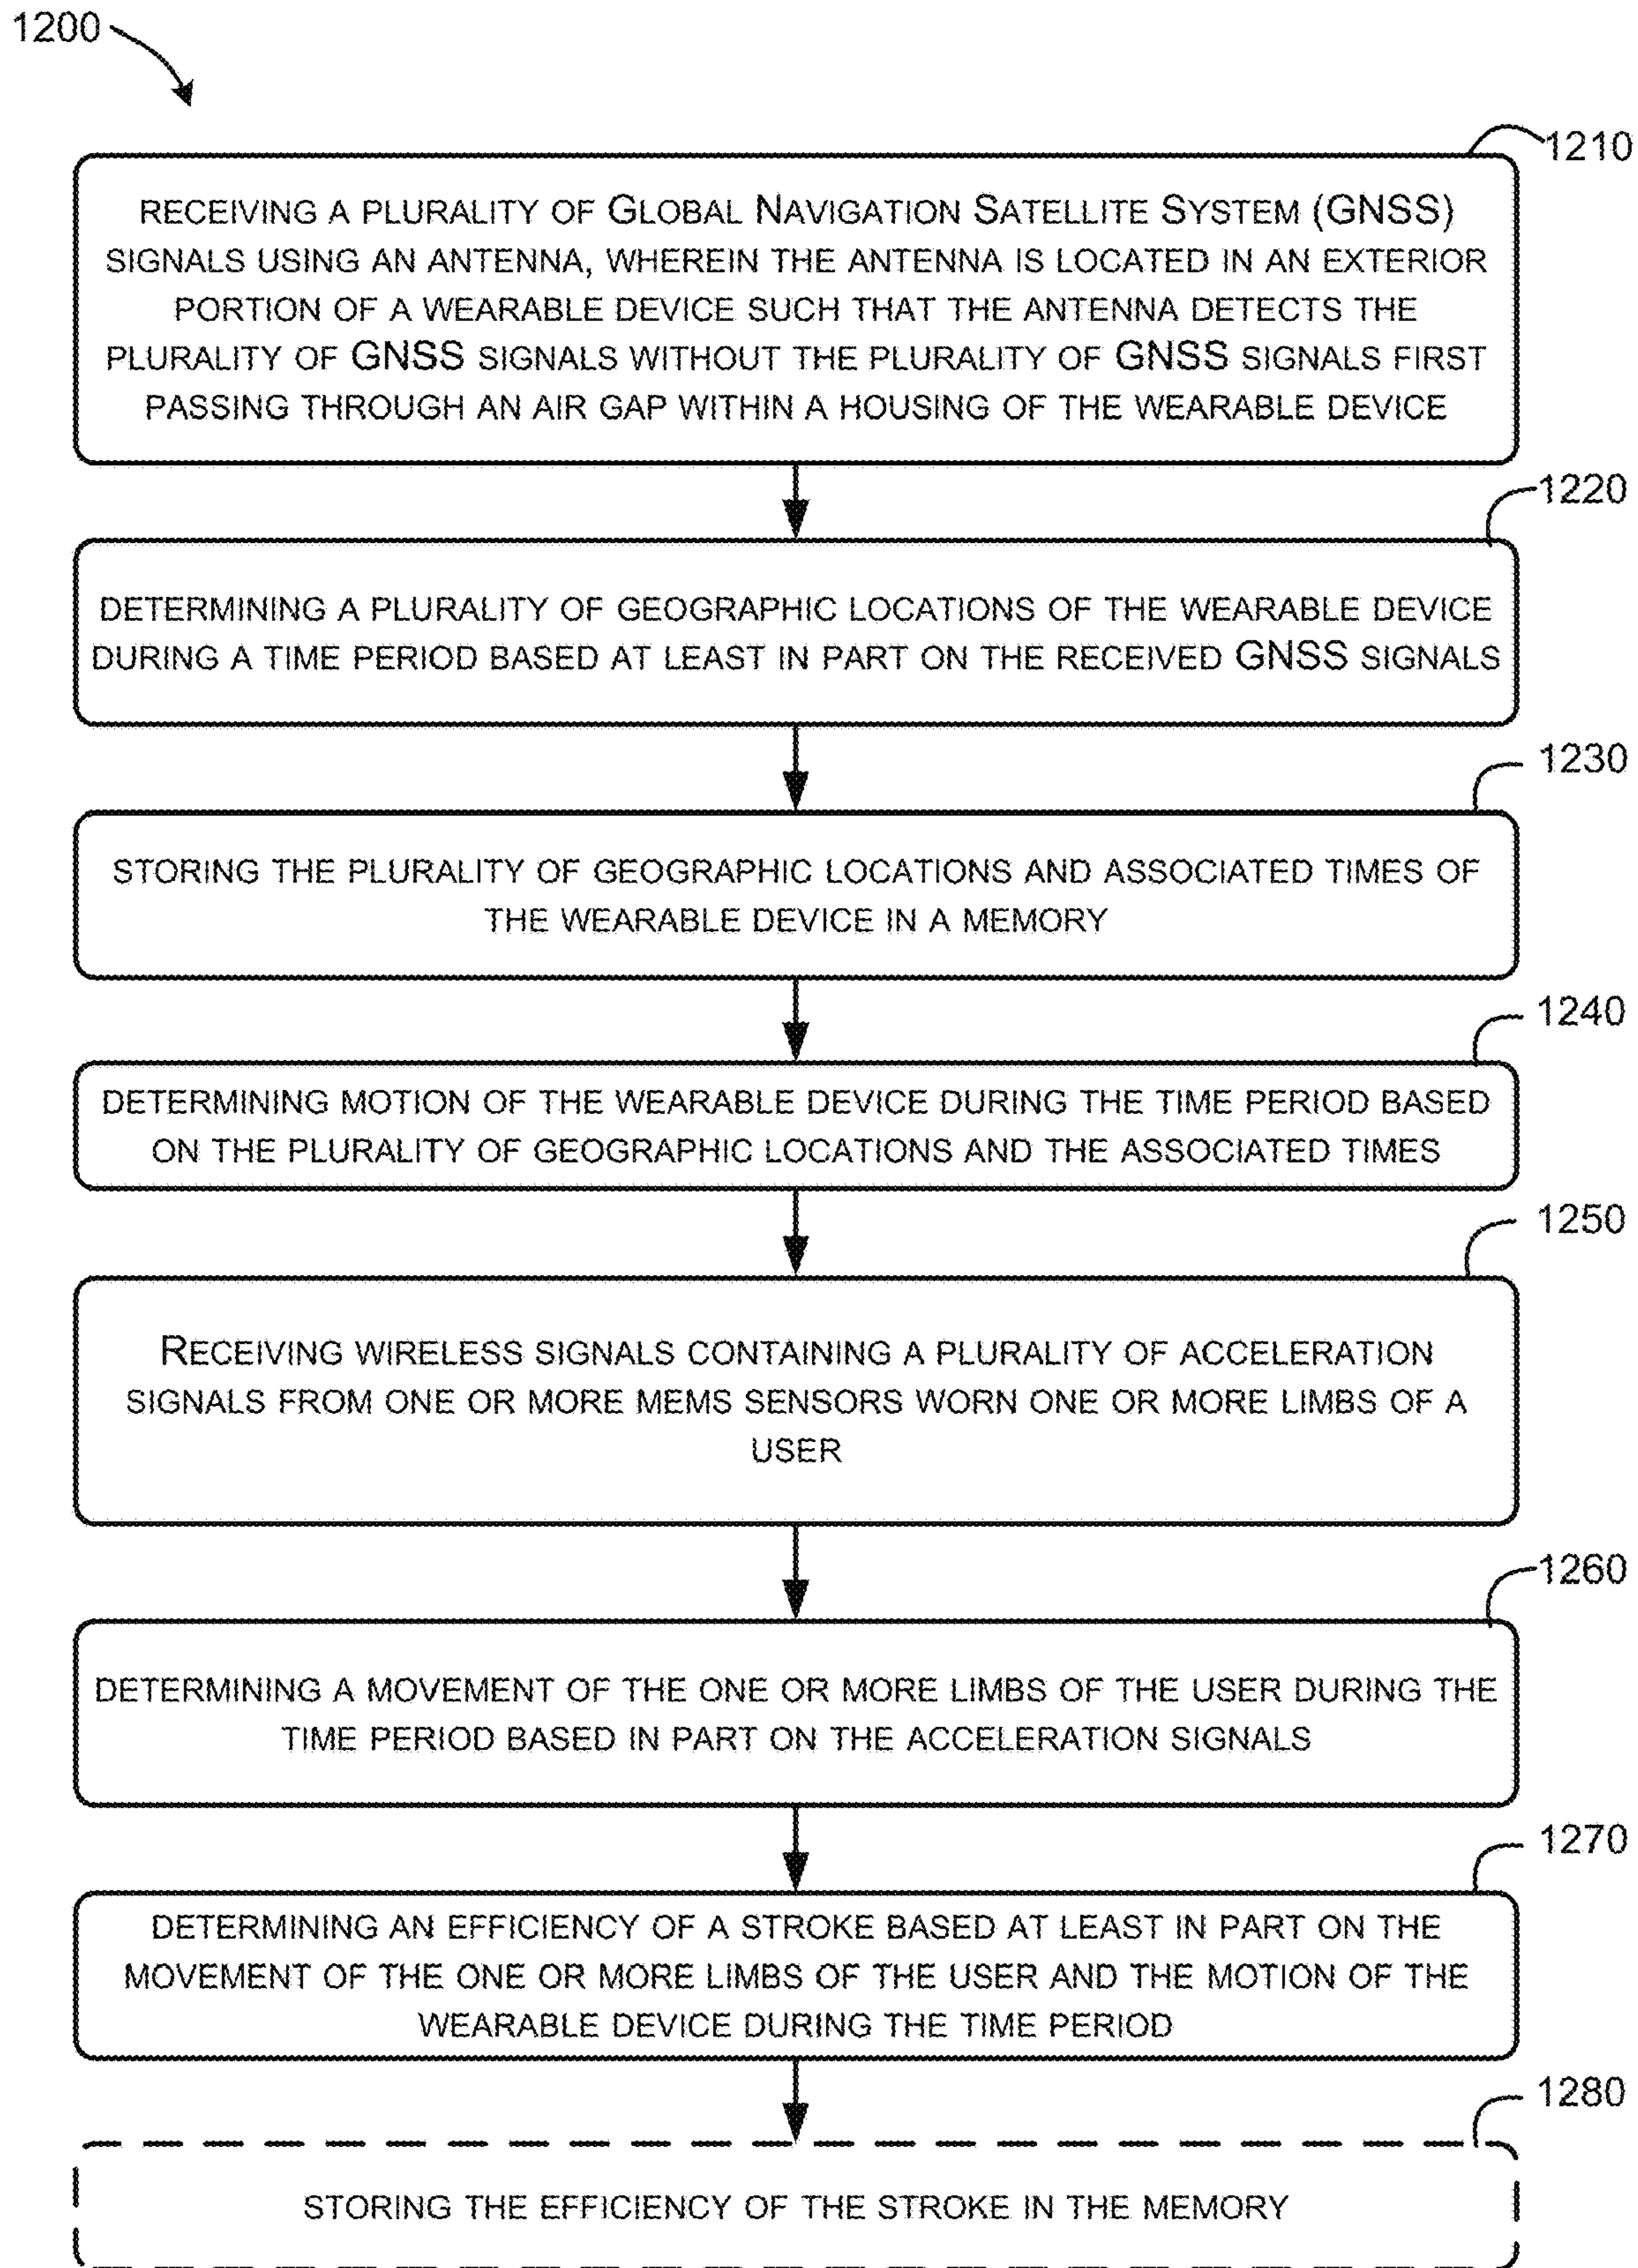 1200
1210
RECEIVING A PLURALITY OF GLOBAL NAVIGATION SATELLITE SYSTEM (GNSS)
SIGNALS USING AN ANTENNA, WHEREIN THE ANTENNA IS LOCATED IN AN EXTERIOR
PORTION OF A WEARABLE DEVICE SUCH THAT THE ANTENNA DETECTS THE
PLURALITY OF GNSS SIGNALS WITHOUT THE PLURALITY OF GNSS SIGNALS FIRST
PASSING THROUGH AN AIR GAP WITHIN A HOUSING OF THE WEARABLE DEVICE
1220
DETERMINING A PLURALITY OF GEOGRAPHIC LOCATIONS OF THE WEARABLE DEVICE
DURING A TIME PERIOD BASED AT LEAST IN PART ON THE RECEIVED GNSS SIGNALS
1230
STORING THE PLURALITY OF GEOGRAPHIC LOCATIONS AND ASSOCIATED TIMES OF
THE WEARABLE DEVICE IN A MEMORY
1240
DETERMINING MOTION OF THE WEARABLE DEVICE DURING THE TIME PERIOD BASED
ON THE PLURALITY OF GEOGRAPHIC LOCATIONS AND THE ASSOCIATED TIMES
1250
RECEIVING WIRELESS SIGNALS CONTAINING A PLURALITY OF ACCELERATION
SIGNALS FROM ONE OR MORE MEMS SENSORS WORN ONE OR MORE LIMBS OF A
USER
1260
DETERMINING A MOVEMENT OF THE ONE OR MORE LIMBS OF THE USER DURING THE
TIME PERIOD BASED IN PART ON THE ACCELERATION SIGNALS
1270
DETERMINING AN EFFICIENCY OF A STROKE BASED AT LEAST IN PART ON THE
MOVEMENT OF THE ONE OR MORE LIMBS OF THE USER AND THE MOTION OF THE
WEARABLE DEVICE DURING THE TIME PERIOD
1280
STORING THE EFFICIENCY OF THE STROKE IN THE MEMORY